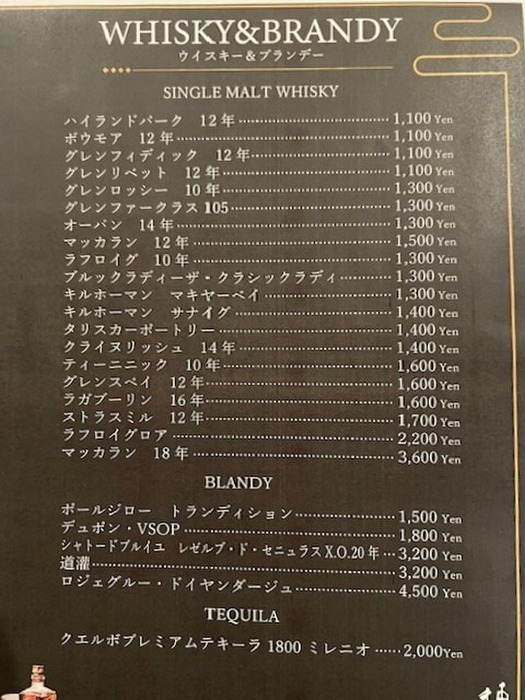 WHISKY&BRANDY
ウイスキー＆ブランデー
SINGLE MALT WHISKY
ハイランドパーク　12年 1,100 Yen
ボウモア　12年 1,100 Yen
グレンフィディック　12年 1,100 Yen
グレンリベット　12年 1,100 Yen
グレンロッシー　10年 1,300 Yen
グレンファークラス 105 1,300 Yen
オーバン　14年 1,300 Yen
マッカラン　12年 1,500 Yen
ラフロイグ　10年 1,300 Yen
ブルックラディーザ・クラシックラディ 1,300 Yen
キルホーマン　マキヤーベイ 1,300 Yen
キルホーマン　サナイグ 1,400 Yen
タリスカーポートリー 1,400 Yen
クライヌリッシュ　14年 1,400 Yen
ティーニニック　10年 1,600 Yen
グレンスペイ　12年 1,600 Yen
ラガブーリン　16年 1,600 Yen
ストラスミル　12年 1,700 Yen
ラフロイグロア 2,200 Yen
マッカラン　18年 3,600 Yen
BLANDY
ポールジロー　トランディション 1,500 Yen
デュポン・VSOP 1,800 Yen
シャトードブルイユ　レゼルブ・ド・セニュラス X.O.20年 3,200 Yen
道灌 3,200 Yen
ロジェグルー・ドイヤンダージュ 4,500 Yen
TEQUILA
クエルボプレミアムテキーラ 1800 ミレニオ 2,000Yen